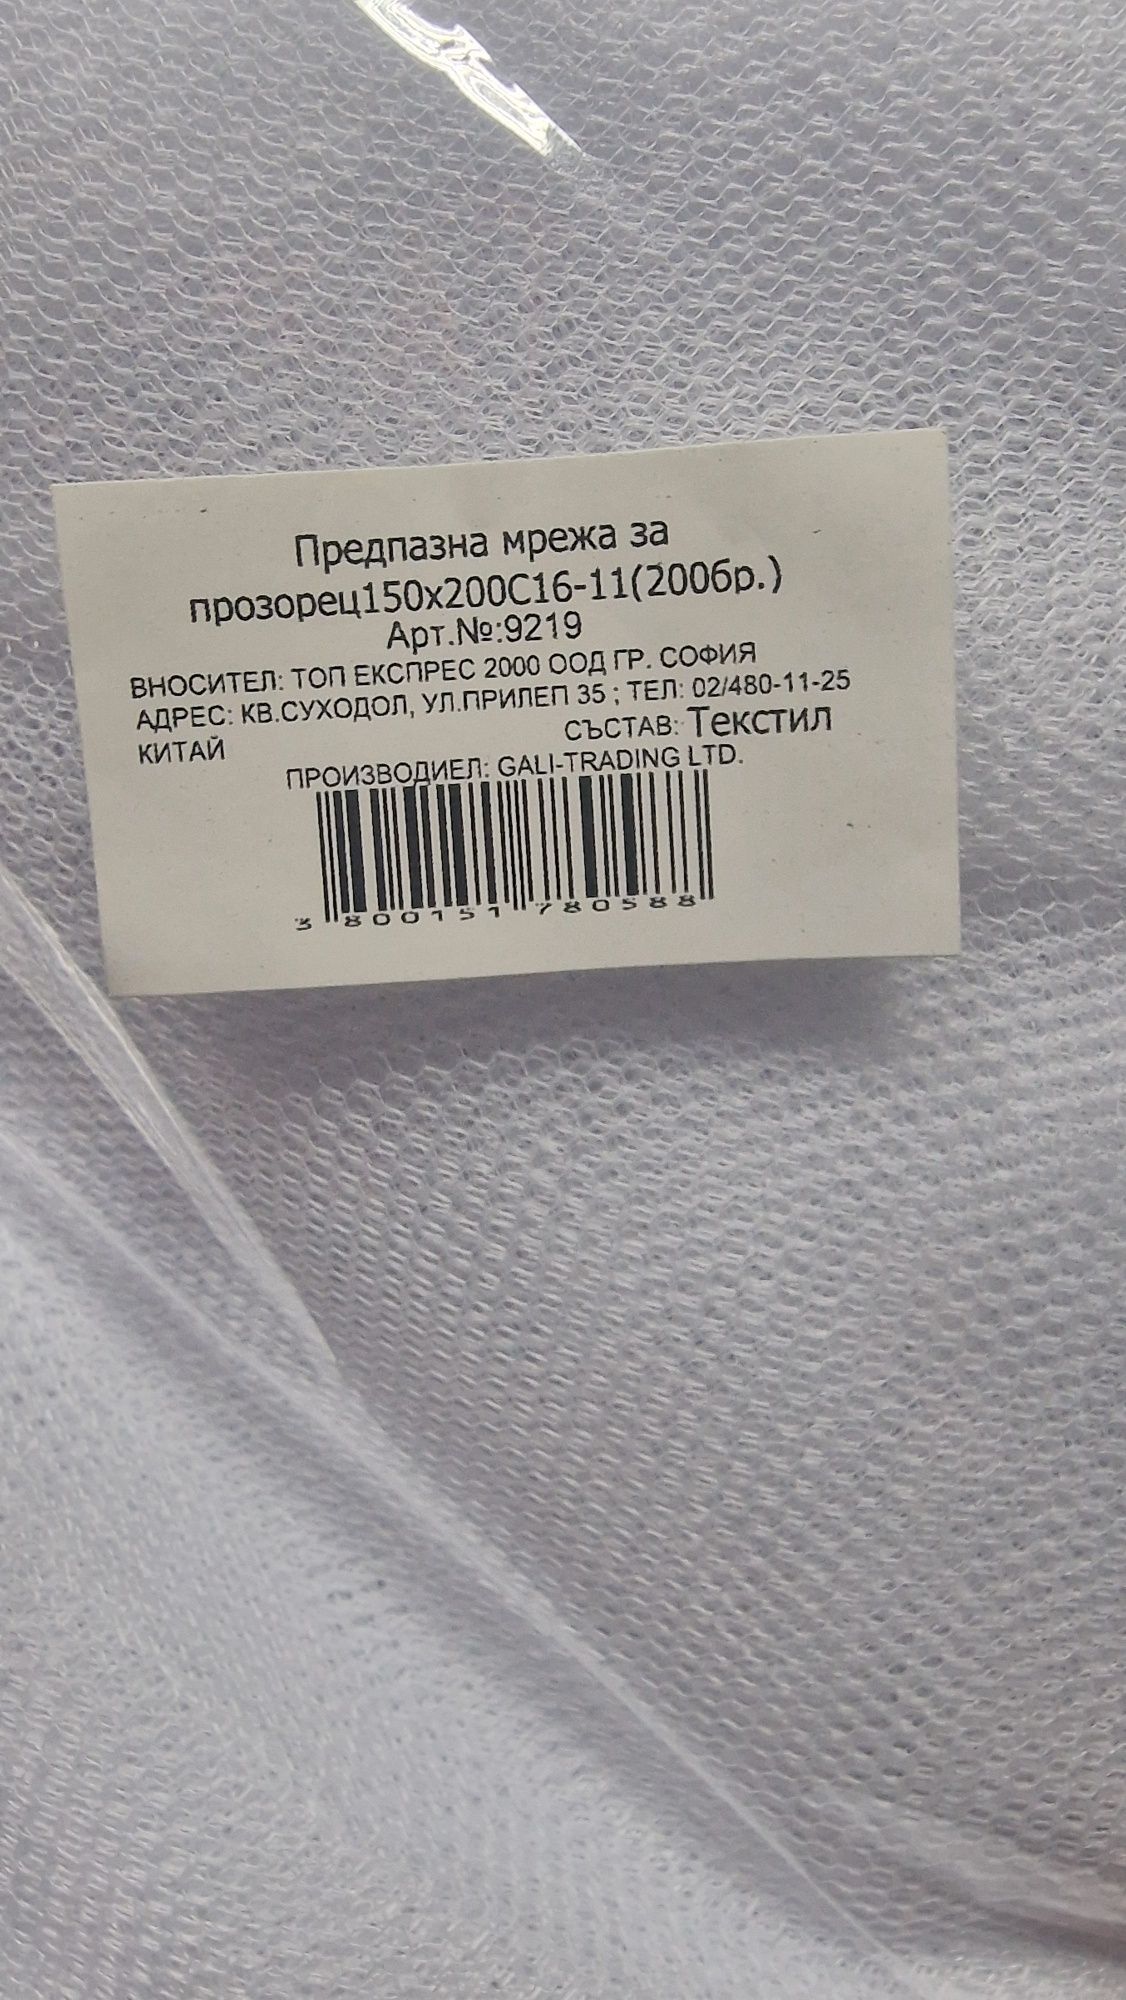 Предпазна мрежа за
прозорец150x200C16-11(200бр.)
Арт.№:9219
ВНОСИТЕЛ: ТОП ЕКСПРЕС 2000 ООД ГР. СОФИЯ
АДРЕС: КВ.СУХОДОЛ, УЛ.ПРИЛЕП 35 ; ТЕЛ: 02/480-11-25
КИТАЙ СЪСТАВ: Текстил
ПРОИЗВОДИЕЛ: GALI-TRADING LTD.
3 800151 780588